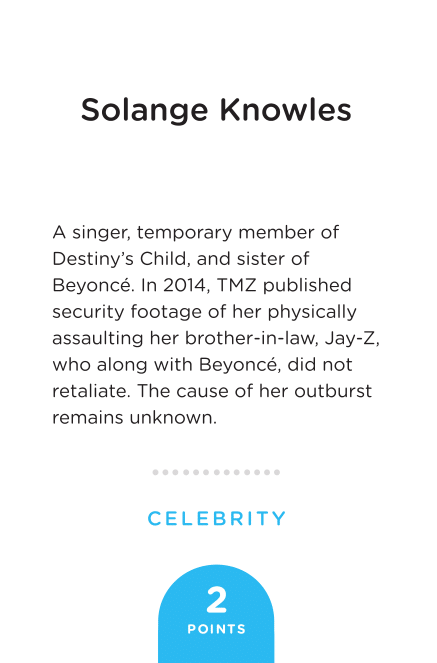 Solange Knowles
A singer, temporary member of
Destiny’s Child, and sister of
Beyoncé. In 2014, TMZ published
security footage of her physically
assaulting her brother-in-law, Jay-Z,
who along with Beyoncé, did not
retaliate. The cause of her outburst
remains unknown.
CELEBRITY
2
POINTS